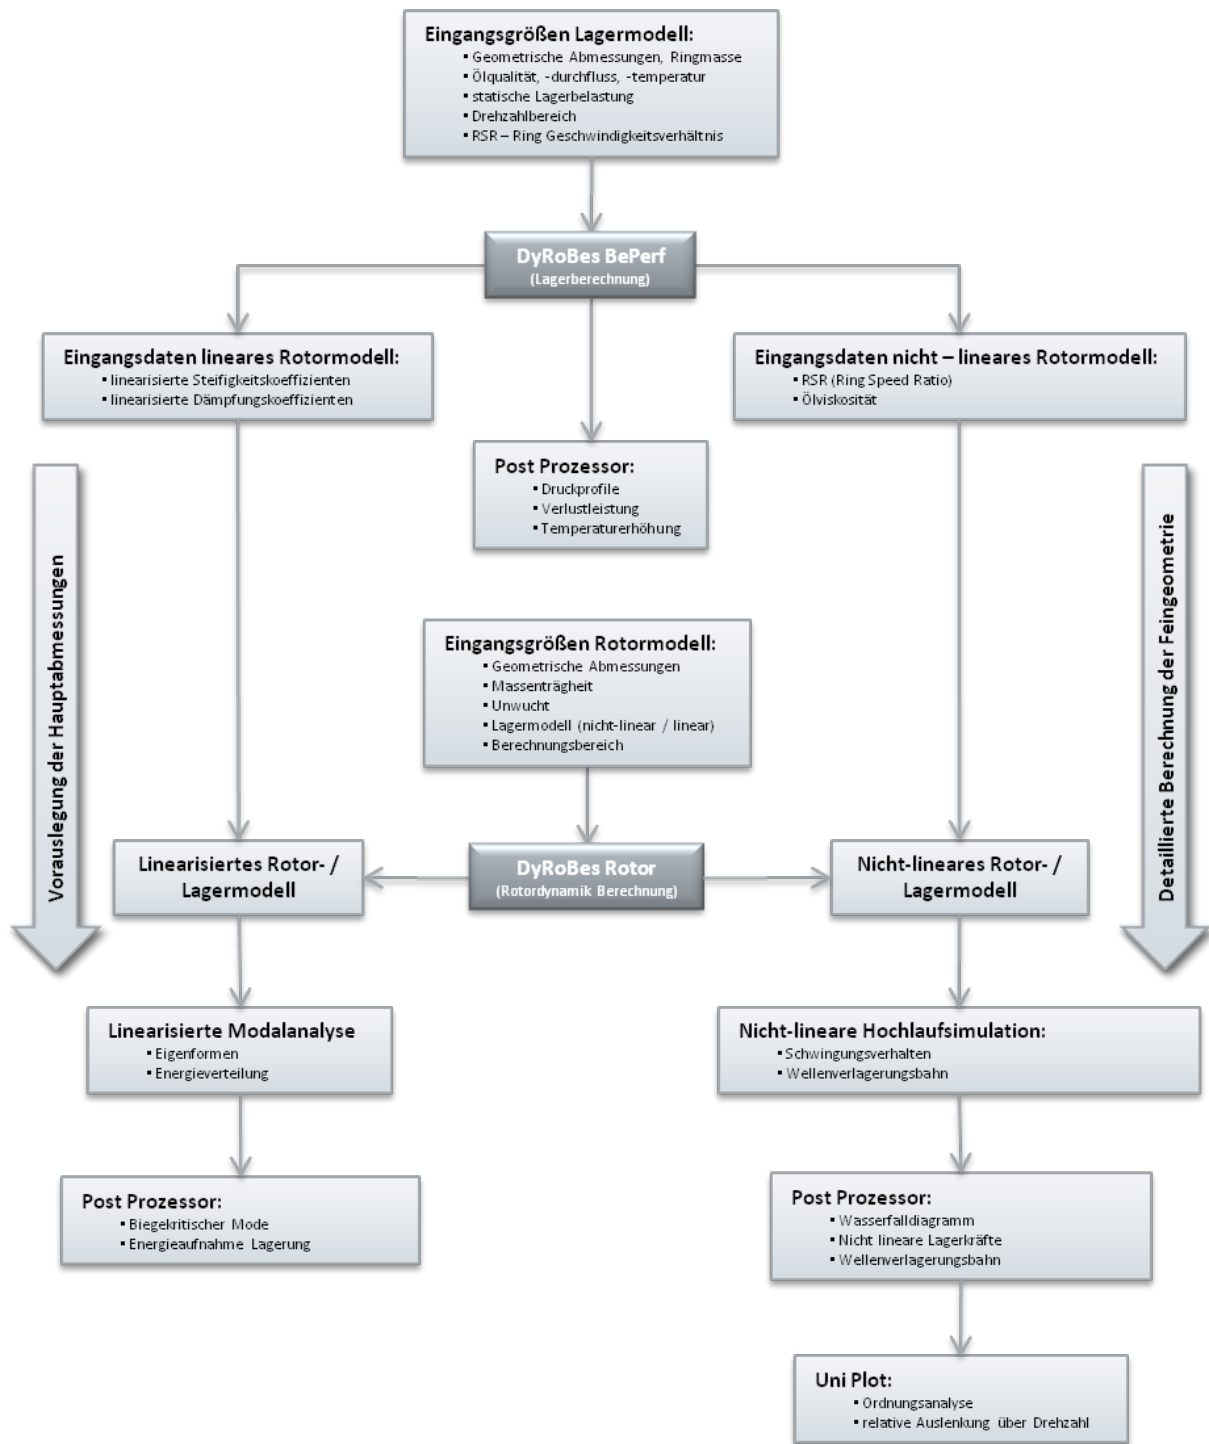 Eingangsgrößen Lagermodell:
▪ Geometrische Abmessungen, Ringmasse
▪ Ölqualität, -durchfluss, -temperatur
▪ statische Lagerbelastung
▪ Drehzahlbereich
▪ RSR – Ring Geschwindigkeitsverhältnis
DyRoBes BePerf
(Lagerberechnung)
Eingangsdaten lineares Rotormodell:
▪ linearisierte Steifigkeitskoeffizienten
▪ linearisierte Dämpfungskoeffizienten
Eingangsdaten nicht – lineares Rotormodell:
▪ RSR (Ring Speed Ratio)
▪ Ölviskosität
Post Prozessor:
▪ Druckprofile
▪ Verlustleistung
▪ Temperaturerhöhung
Vorauslegung der Hauptabmessungen
Detaillierte Berechnung der Feingeometrie
Eingangsgrößen Rotormodell:
▪ Geometrische Abmessungen
▪ Massenträgheit
▪ Unwucht
▪ Lagermodell (nicht-linear / linear)
▪ Berechnungsbereich
Linearisiertes Rotor- /
Lagermodell
DyRoBes Rotor
(Rotordynamik Berechnung)
Nicht-lineares Rotor- /
Lagermodell
Linearisierte Modalanalyse
▪ Eigenformen
▪ Energieverteilung
Nicht-lineare Hochlaufsimulation:
▪ Schwingungsverhalten
▪ Wellenverlagerungsbahn
Post Prozessor:
▪ Biegekritischer Mode
▪ Energieaufnahme Lagerung
Post Prozessor:
▪ Wasserfalldiagramm
▪ Nicht lineare Lagerkräfte
▪ Wellenverlagerungsbahn
Uni Plot:
▪ Ordnungsanalyse
▪ relative Auslenkung über Drehzahl